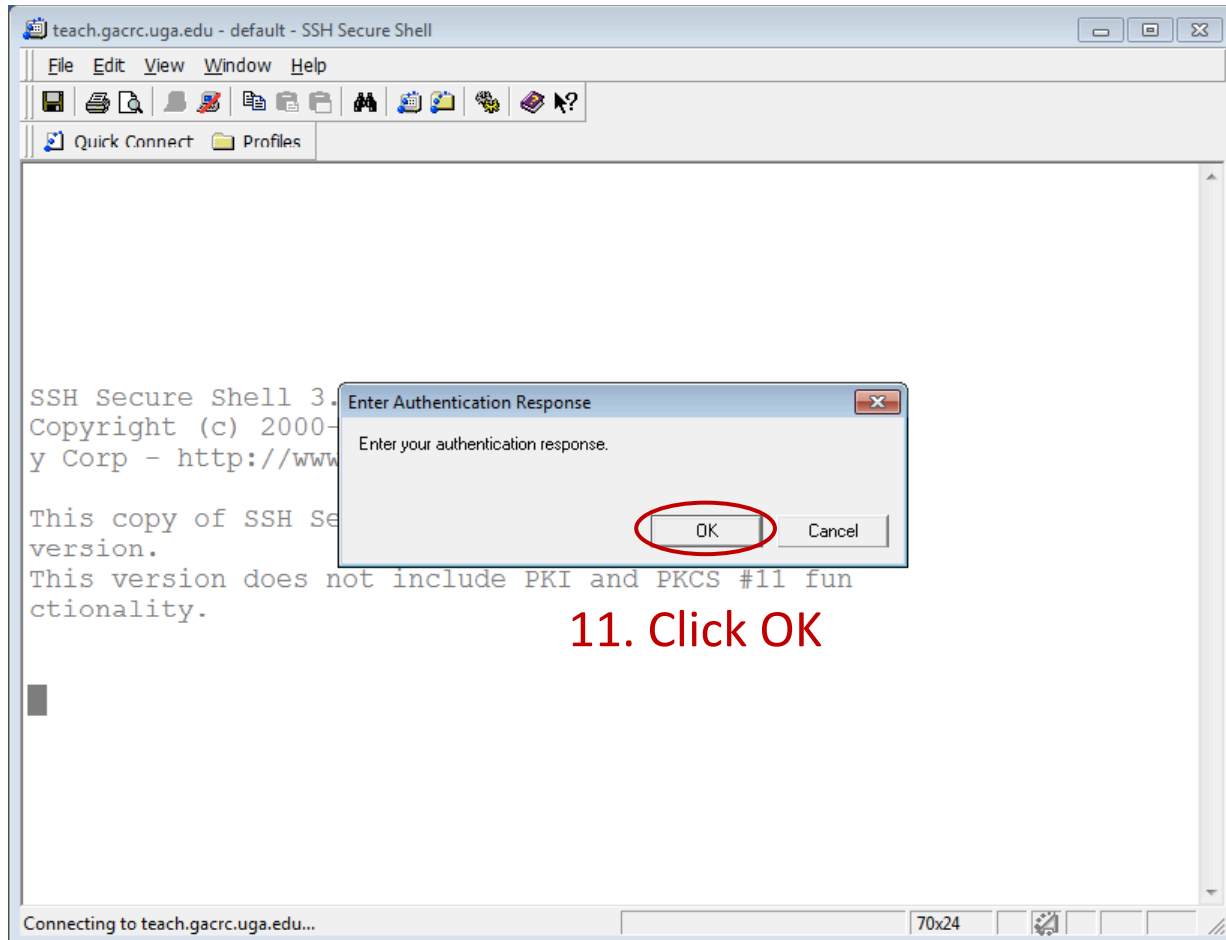 teach.gacrc.uga.edu - default - SSH Secure Shell
File Edit View Window Help
Quick Connect Profiles
SSH Secure Shell 3.
Copyright (c) 2000-
y Corp - http://www
This copy of SSH Se
version.
This version does not include PKI and PKCS #11 fun
ctionality.
Enter Authentication Response
Enter your authentication response.
OK Cancel
11. Click OK
Connecting to teach.gacrc.uga.edu... 70x24